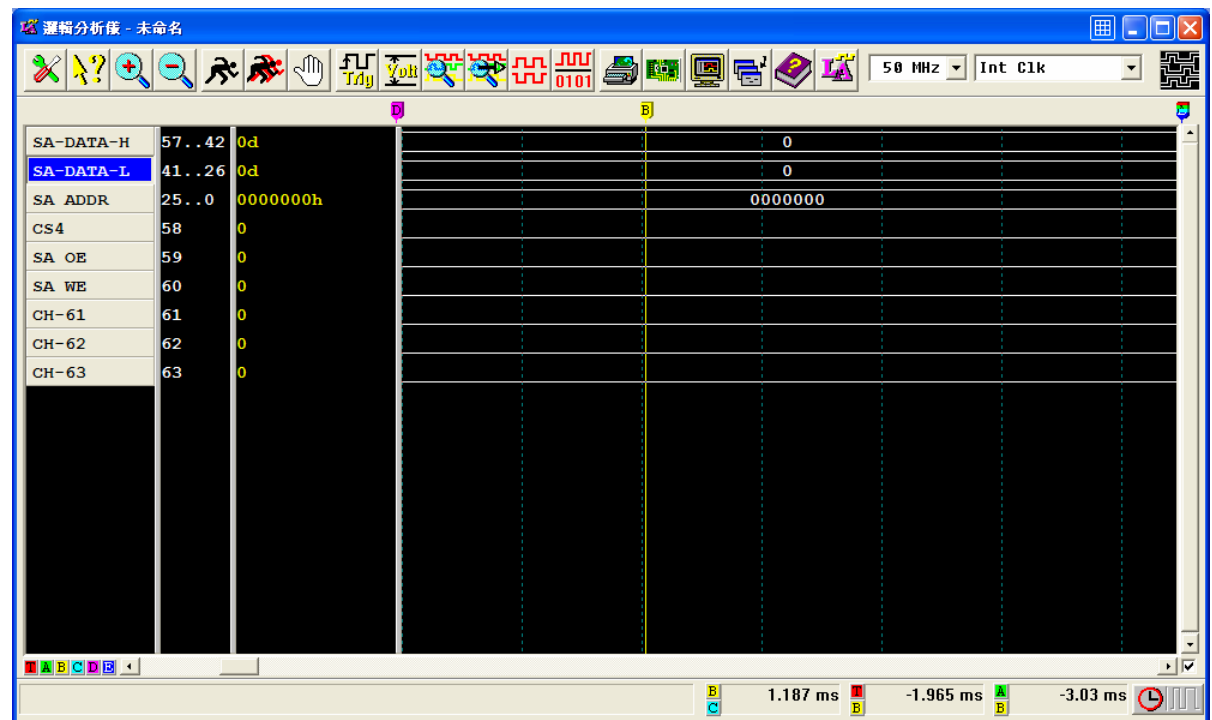 邏輯分析儀 - 未命名
Tdy Volt 0101 50 MHz Int Clk
D B
SA-DATA-H 57..42 0d 0
SA-DATA-L 41..26 0d 0
SA ADDR 25..0 0000000h 0000000
CS4 58 0
SA OE 59 0
SA WE 60 0
CH-61 61 0
CH-62 62 0
CH-63 63 0
T A B C D E
B C 1.187 ms T B -1.965 ms A B -3.03 ms